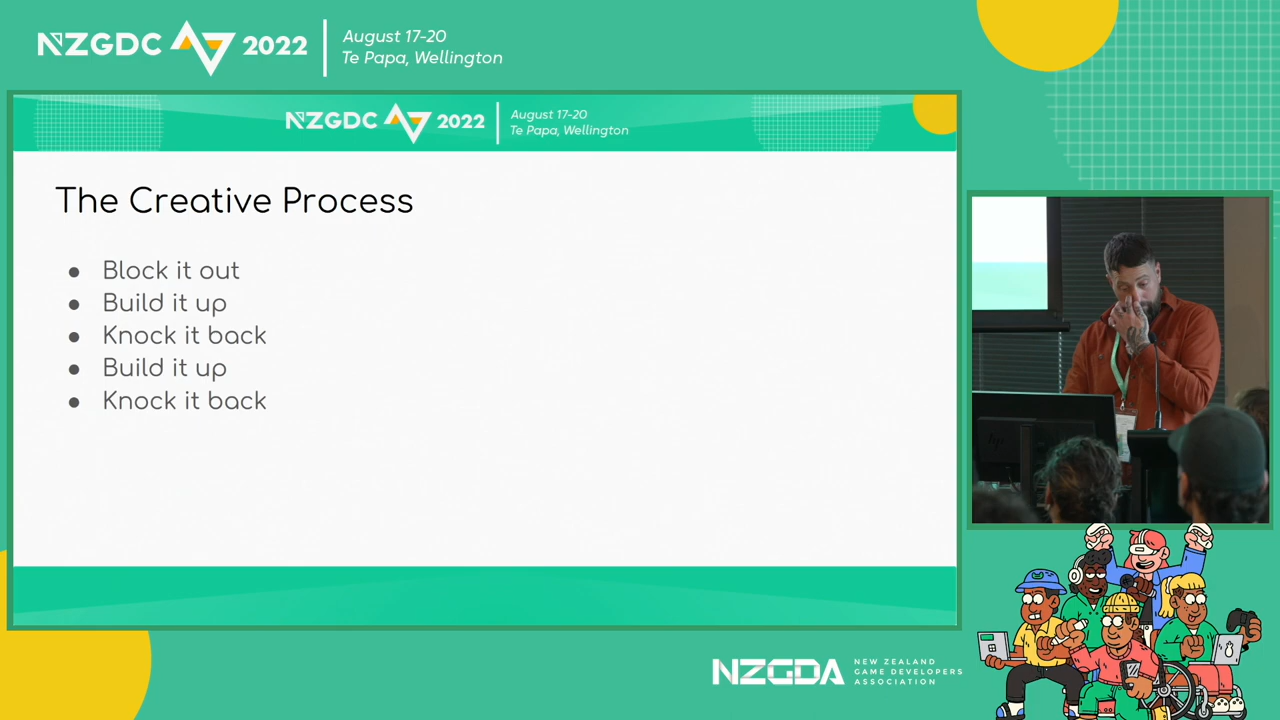 NZGDC 2022
August 17-20
Te Papa, Wellington
NZGDC 2022
August 17-20
Te Papa, Wellington
The Creative Process
● Block it out
● Build it up
● Knock it back
● Build it up
● Knock it back
NZGDA
NEW ZEALAND
GAME DEVELOPERS
ASSOCIATION